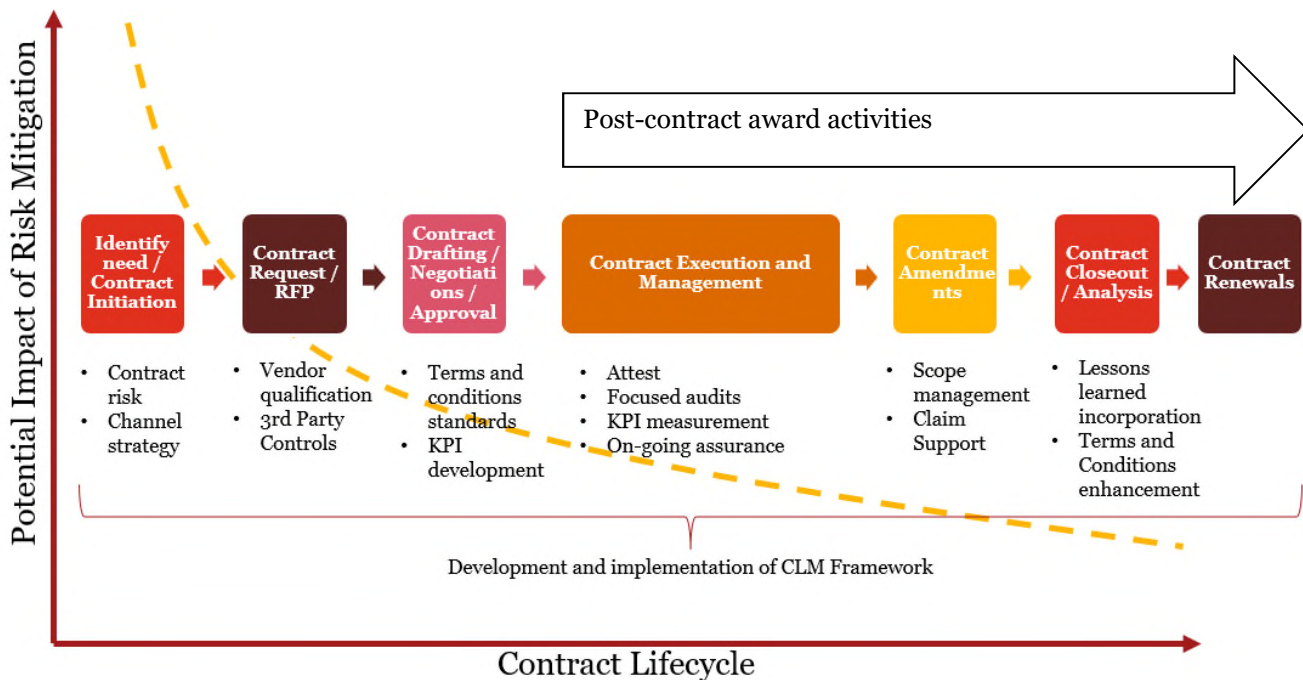 Potential Impact of Risk Mitigation
Post-contract award activities
Identify
need /
Contract
Initiation
Contract
Request /
RFP
Contract
Drafting /
Negotiati
ons /
Approval
Contract Execution and
Management
Contract
Amendme
nts
Contract
Closeout
/ Analysis
Contract
Renewals
• Contract
risk
• Channel
strategy
• Vendor
qualification
• 3rd Party
Controls
• Terms and
conditions
standards
• KPI
development
• Attest
• Focused audits
• KPI measurement
• On-going assurance
• Scope
management
• Claim
Support
• Lessons
learned
incorporation
• Terms and
Conditions
enhancement
Development and implementation of CLM Framework
Contract Lifecycle